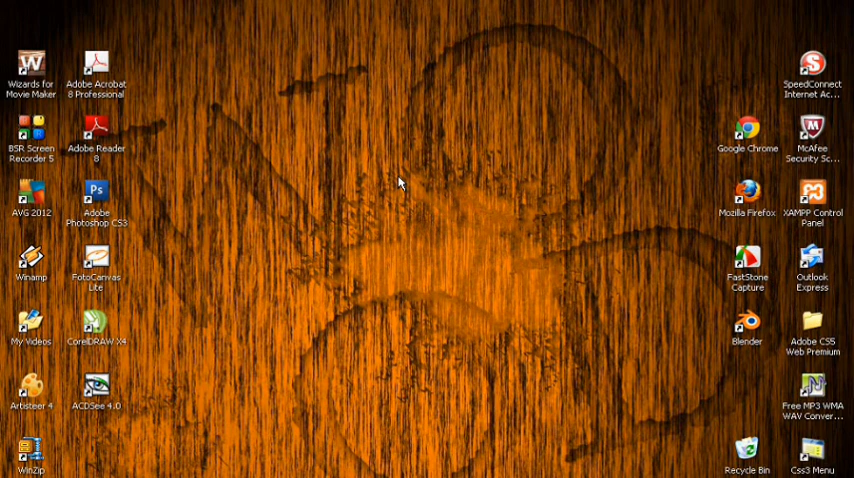 Wizards for
Movie Maker
Adobe Acrobat
8 Professional
BSR Screen
Recorder 5
Adobe Reader
8
AVG 2012
Ps
Adobe
Photoshop CS3
Winamp
FotoCanvas
Lite
My Videos
CorelDRAW X4
Artisteer 4
ACDSee 4.0
WinZip
SpeedConnect
Internet Ac...
Google Chrome
McAfee
Security Sc...
Mozilla Firefox
XAMPP Control
Panel
FastStone
Capture
Outlook
Express
Blender
Adobe CS5
Web Premium
Free MP3 WMA
WAV Conver...
Recycle Bin
Css3 Menu